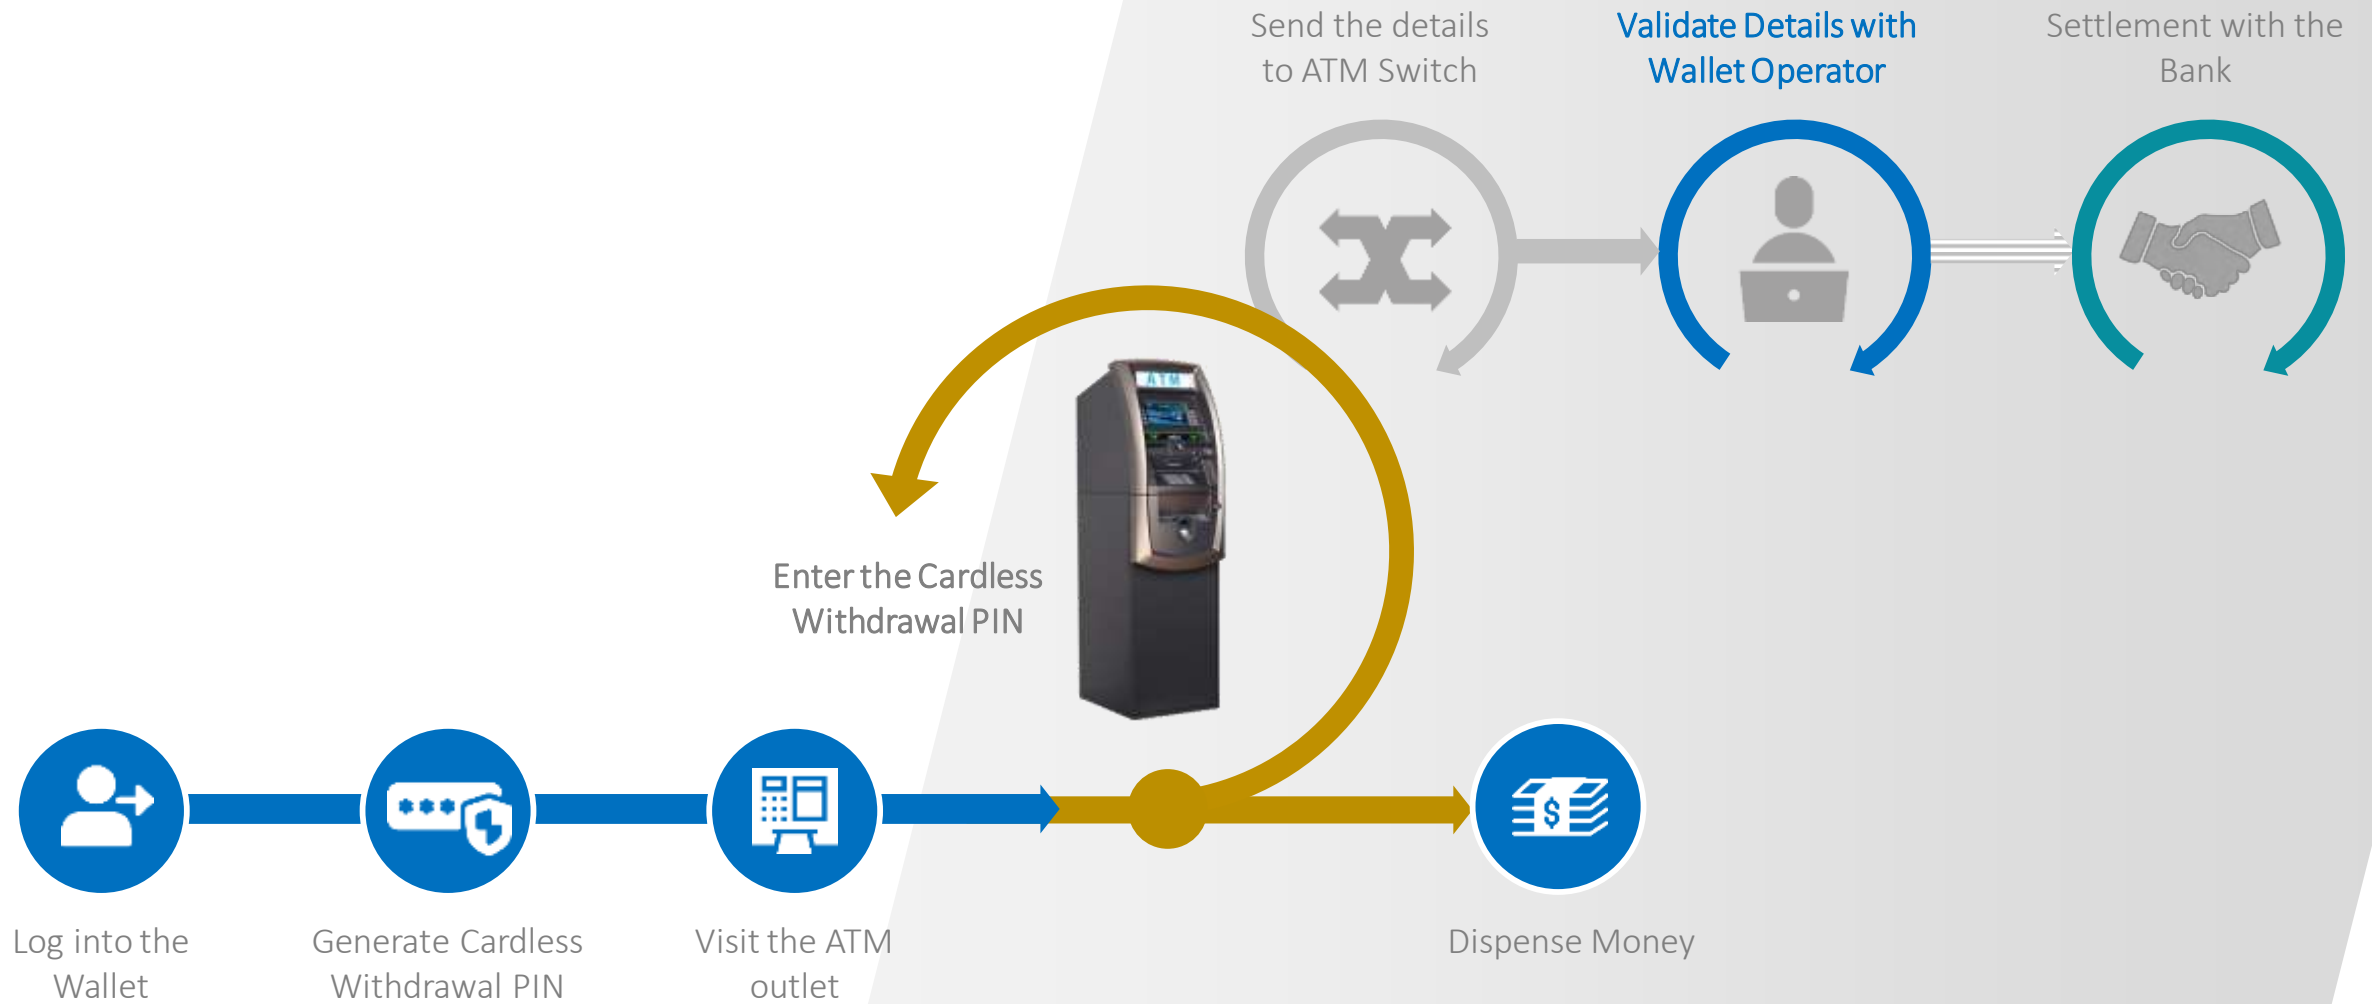 Send the details
to ATM Switch
Validate Details with
Wallet Operator
Settlement with the
Bank
ATM
Enter the Cardless
Withdrawal PIN
***
$
Log into the
Wallet
Generate Cardless
Withdrawal PIN
Visit the ATM
outlet
Dispense Money